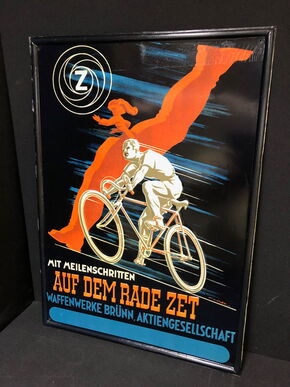 Z
MIT MEILENSCHRITTEN
AUF DEM RADE ZET
WAFFENWERKE BRÜNN, AKTIENGESELLSCHAFT